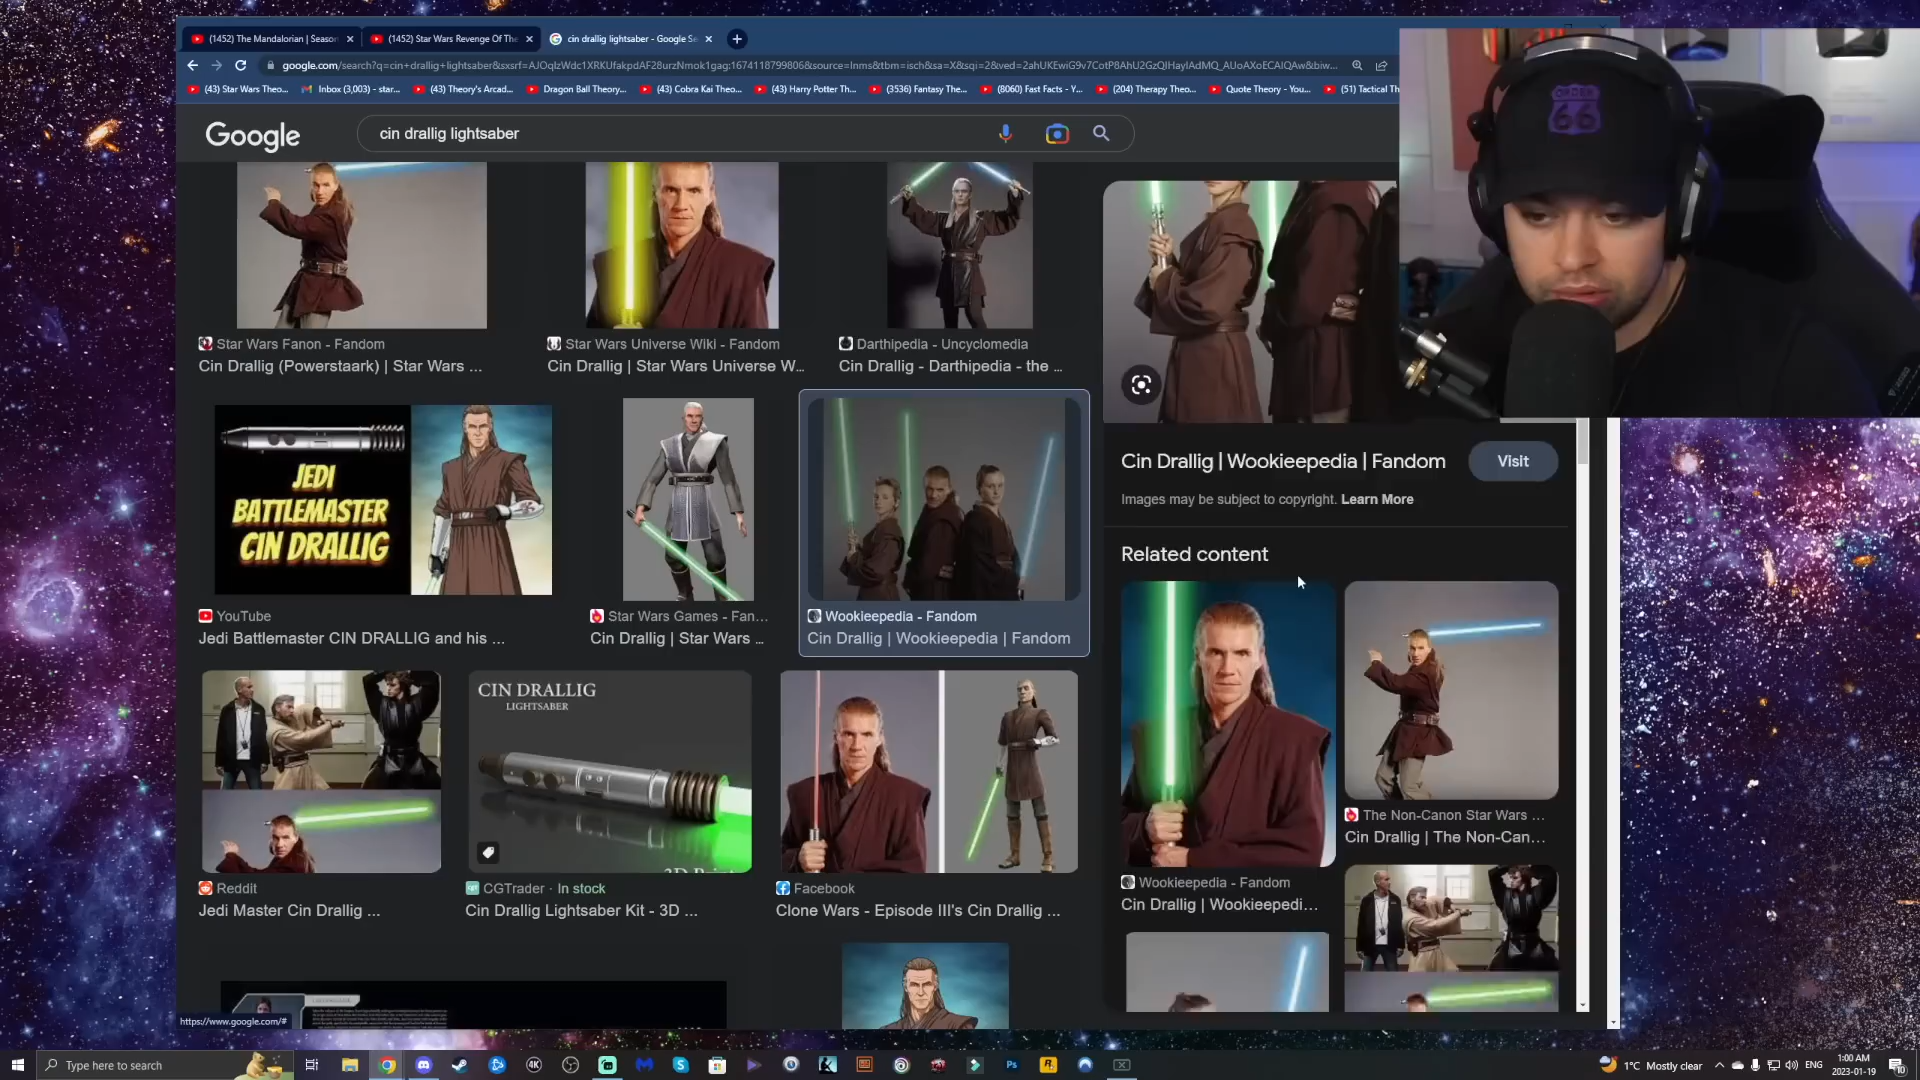 (1452) The Mandalorian | Season
(1452) Star Wars Revenge Of The
cin drallig lightsaber - Google Se
(43) Star Wars Theo...
Inbox (3,003) - star...
(43) Theory's Arcad...
Dragon Ball Theory...
(43) Cobra Kai Theo...
(43) Harry Potter Th...
(3536) Fantasy The...
(8060) Fast Facts - Y...
(204) Therapy Theo...
Quote Theory - You...
(51) Tactical Th
Google
cin drallig lightsaber
ORDER
66
Star Wars Fanon - Fandom
Cin Drallig (Powerstaark) | Star Wars ...
Star Wars Universe Wiki - Fandom
Cin Drallig | Star Wars Universe W...
Darthipedia - Uncyclomedia
Cin Drallig - Darthipedia - the ...
JEDI
BATTLEMASTER
CIN DRALLIG
YouTube
Jedi Battlemaster CIN DRALLIG and his ...
Star Wars Games - Fan...
Cin Drallig | Star Wars ...
Wookieepedia - Fandom
Cin Drallig | Wookieepedia | Fandom
Cin Drallig | Wookieepedia | Fandom
Visit
Images may be subject to copyright. Learn More
Related content
Wookieepedia - Fandom
Cin Drallig | Wookieepedi...
The Non-Canon Star Wars ...
Cin Drallig | The Non-Can...
CIN DRALLIG
LIGHTSABER
Reddit
Jedi Master Cin Drallig ...
CGTrader · In stock
Cin Drallig Lightsaber Kit - 3D ...
Facebook
Clone Wars - Episode III's Cin Drallig ...
https://www.google.com/#
Type here to search
4K
Ps
1°C Mostly clear
ENG
1:00 AM
2023-01-19